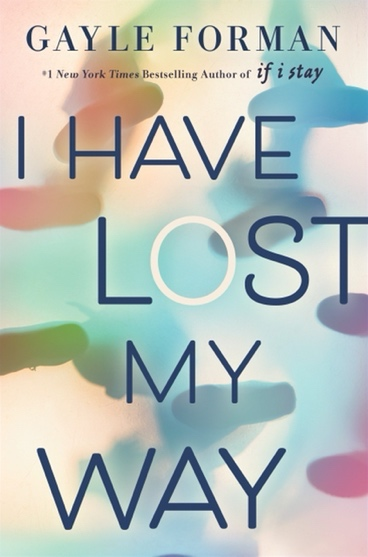 GAYLE FORMAN
#1 New York Times Bestselling Author of if i stay
I HAVE
LOST
MY
WAY